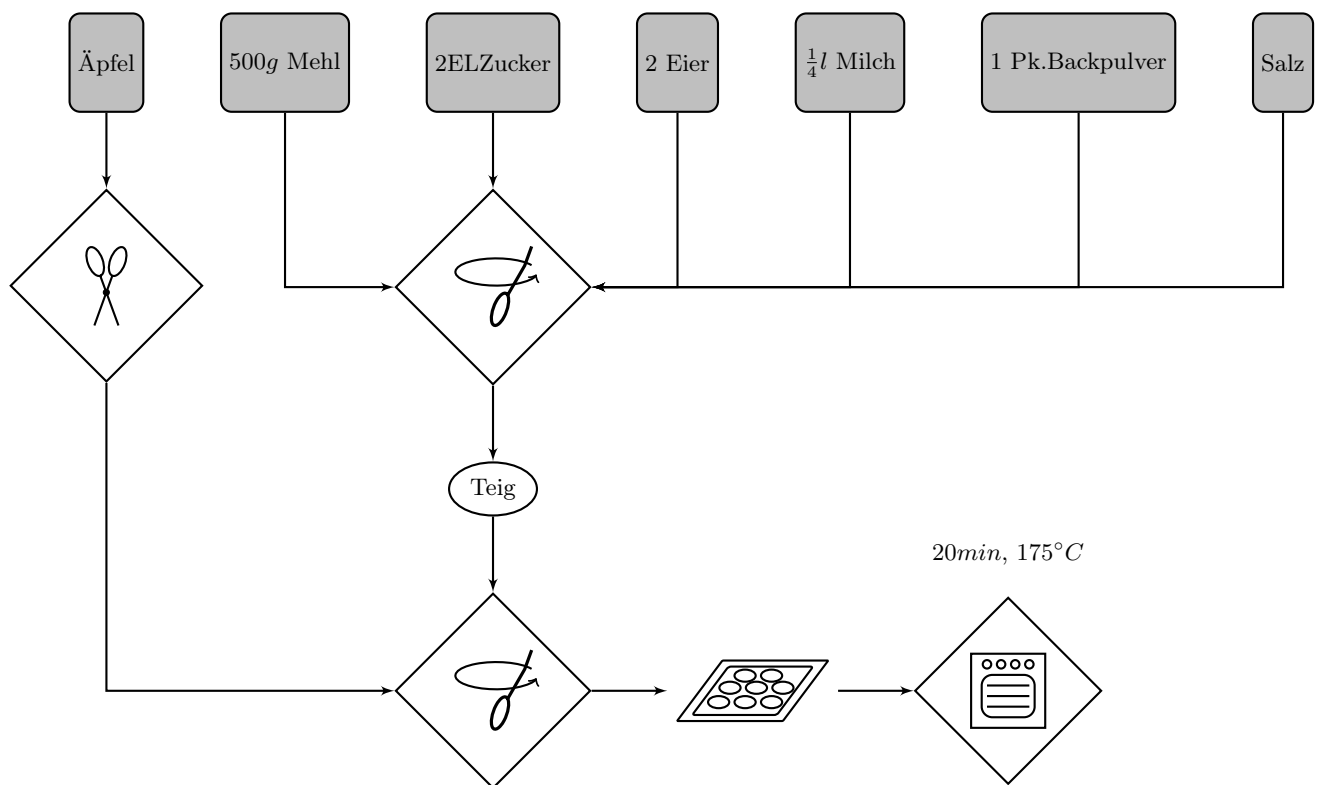 Äpfel
500g Mehl
2ELZucker
2 Eier
¼l Milch
1 Pk.Backpulver
Salz
Teig
20min, 175°C